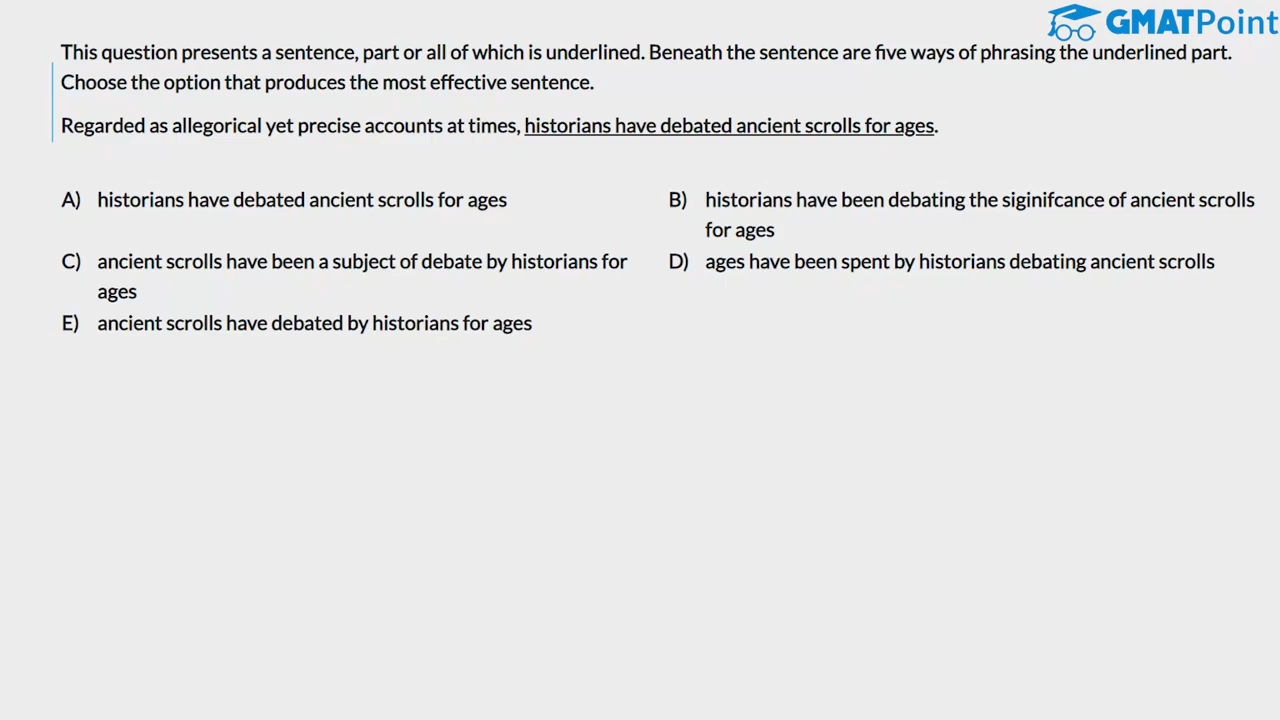 GMATPoint
This question presents a sentence, part or all of which is underlined. Beneath the sentence are five ways of phrasing the underlined part.
Choose the option that produces the most effective sentence.
Regarded as allegorical yet precise accounts at times, historians have debated ancient scrolls for ages.
A) historians have debated ancient scrolls for ages
B) historians have been debating the siginifcance of ancient scrolls
for ages
C) ancient scrolls have been a subject of debate by historians for
ages
D) ages have been spent by historians debating ancient scrolls
E) ancient scrolls have debated by historians for ages